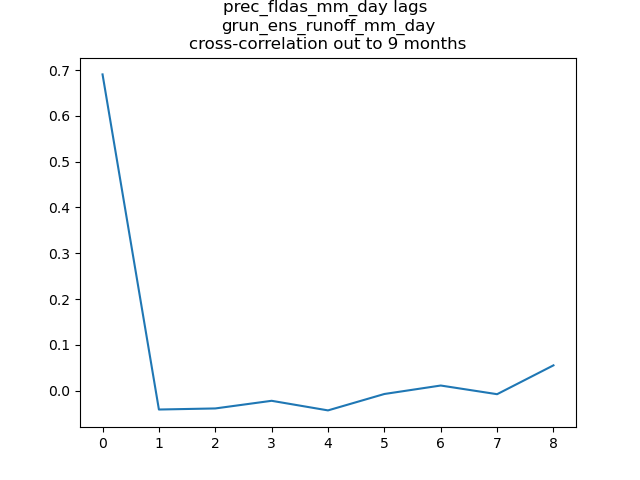 prec_fldas_mm_day lags
grun_ens_runoff_mm_day
cross-correlation out to 9 months
0.7
0.6
0.5
0.4
0.3
0.2
0.1
0.0
0 1 2 3 4 5 6 7 8